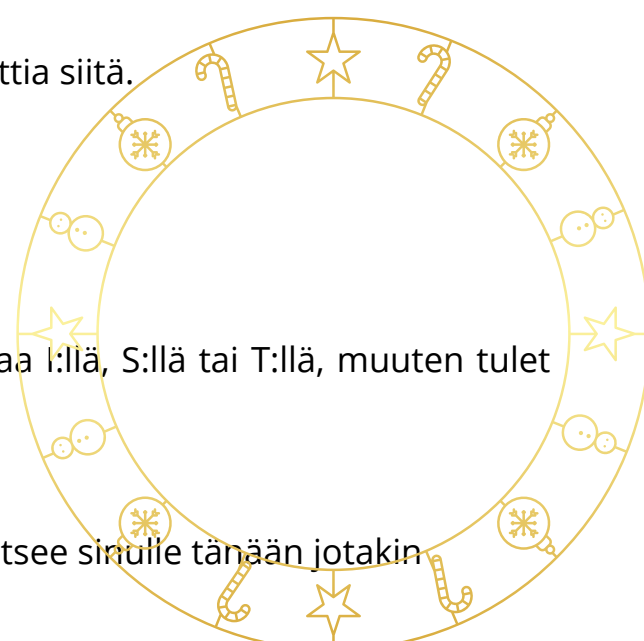 ttia siitä.
aa I:llä, S:llä tai T:llä, muuten tulet
tsee sinulle tänään jotakin